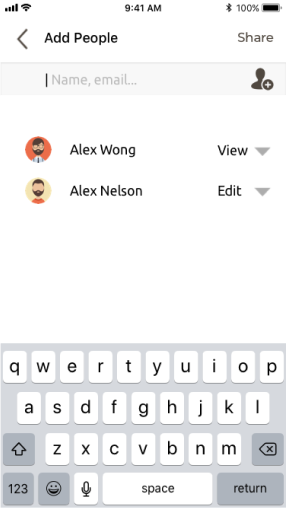 9:41 AM 100%
Add People Share
Name, email...
Alex Wong View
Alex Nelson Edit
q w e r t y u i o p
a s d f g h j k l
z x c v b n m
123 space return